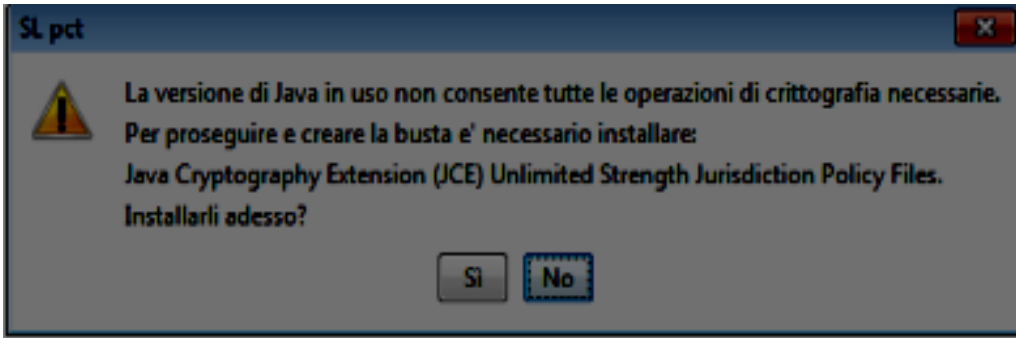 SL pct
La versione di Java in uso non consente tutte le operazioni di crittografia necessarie.
Per proseguire e creare la busta e' necessario installare:
Java Cryptography Extension (JCE) Unlimited Strength Jurisdiction Policy Files.
Installarli adesso?
Sì
No